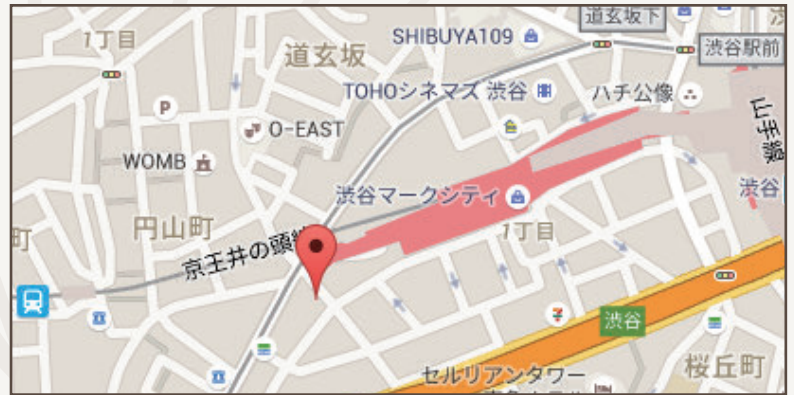 道玄坂下
1丁目
SHIBUYA109
道玄坂
渋谷駅前
TOHOシネマズ 渋谷
ハチ公像
P
O-EAST
山手線
WOMB
渋谷マークシティ
渋谷
円山町
1丁目
町
京王井の頭
7
渋谷
桜丘町
セルリアンタワー